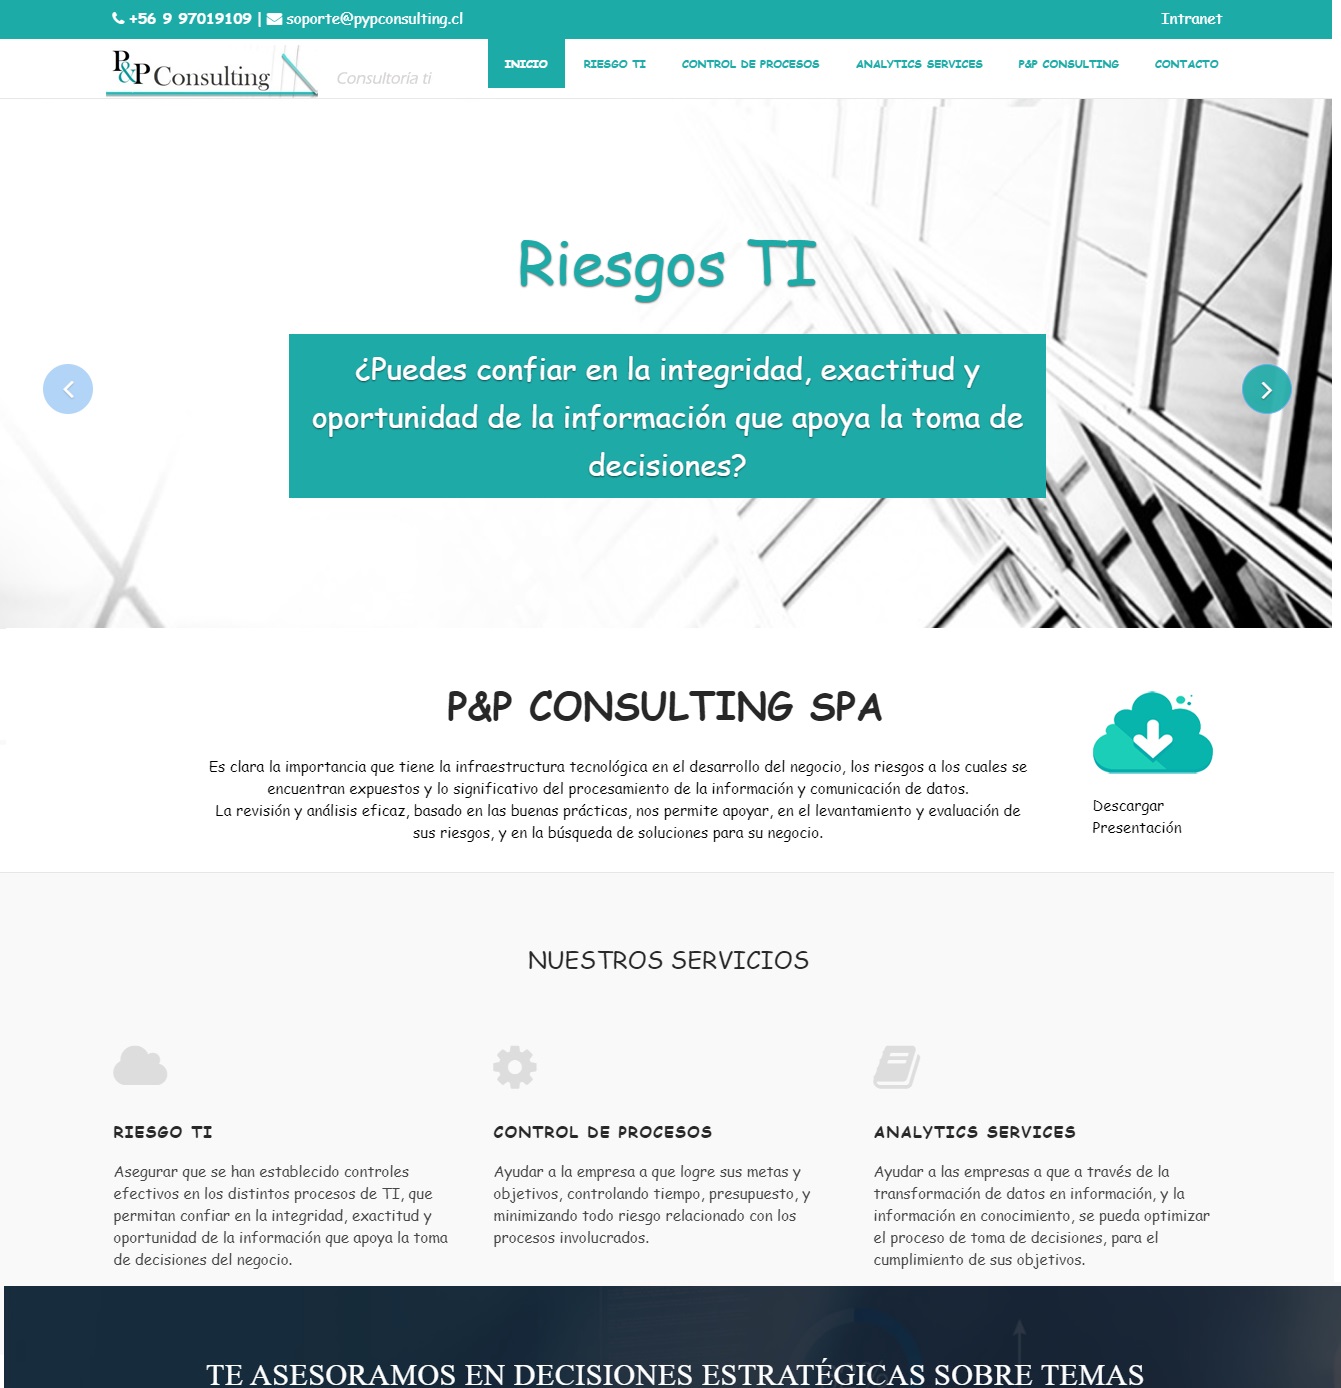 +56 9 97019109 | soporte@pypconsulting.cl
Intranet
P&P Consulting
Consultoria ti
INICIO
RIESGO TI
CONTROL DE PROCESOS
ANALYTICS SERVICES
P&P CONSULTING
CONTACTO
Riesgos TI
¿Puedes confiar en la integridad, exactitud y
oportunidad de la información que apoya la toma de
decisiones?
P&P CONSULTING SPA
Es clara la importancia que tiene la infraestructura tecnológica en el desarrollo del negocio, los riesgos a los cuales se
encuentran expuestos y lo significativo del procesamiento de la información y comunicación de datos.
La revisión y análisis eficaz, basado en las buenas prácticas, nos permite apoyar, en el levantamiento y evaluación de
sus riesgos, y en la búsqueda de soluciones para su negocio.
Descargar
Presentación
NUESTROS SERVICIOS
RIESGO TI
Asegurar que se han establecido controles
efectivos en los distintos procesos de TI, que
permitan confiar en la integridad, exactitud y
oportunidad de la información que apoya la toma
de decisiones del negocio.
CONTROL DE PROCESOS
Ayudar a la empresa a que logre sus metas y
objetivos, controlando tiempo, presupuesto, y
minimizando todo riesgo relacionado con los
procesos involucrados.
ANALYTICS SERVICES
Ayudar a las empresas a que a través de la
transformación de datos en información, y la
información en conocimiento, se pueda optimizar
el proceso de toma de decisiones, para el
cumplimiento de sus objetivos.
TE ASESORAMOS EN DECISIONES ESTRATÉGICAS SOBRE TEMAS